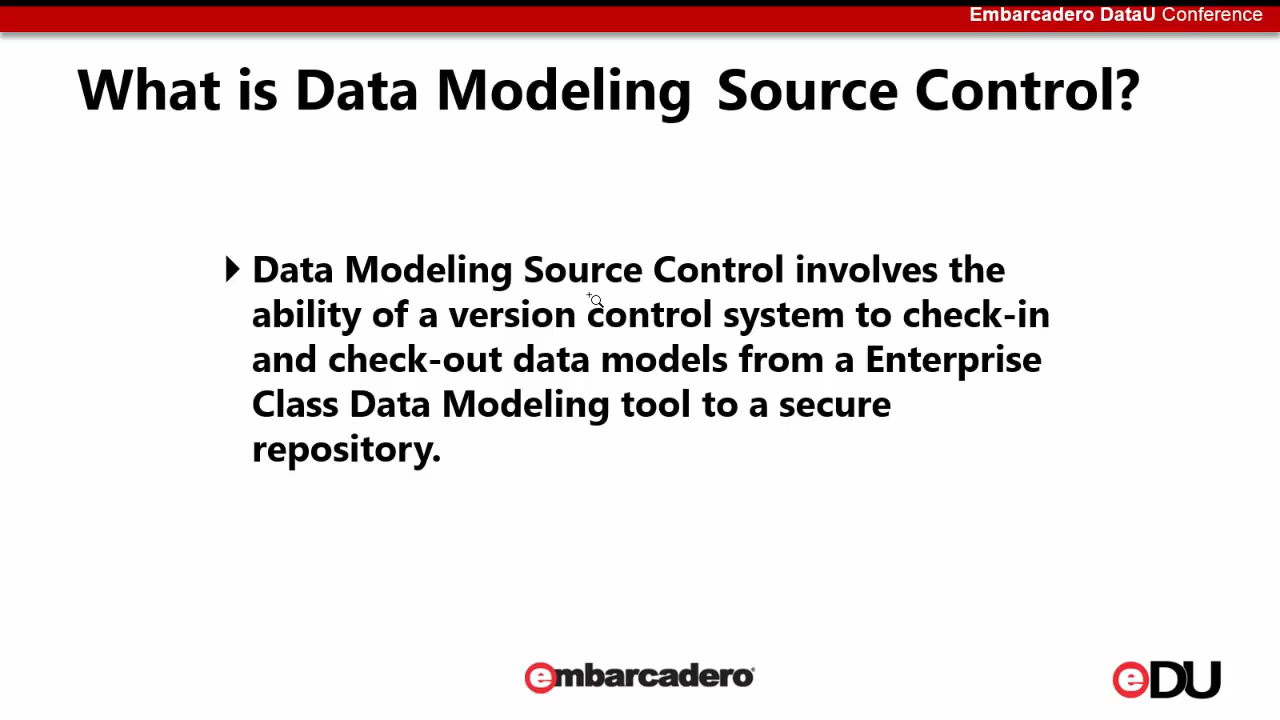 Embarcadero DataU Conference
What is Data Modeling Source Control?
Data Modeling Source Control involves the
ability of a version control system to check-in
and check-out data models from a Enterprise
Class Data Modeling tool to a secure
repository.
embarcadero®
eDU